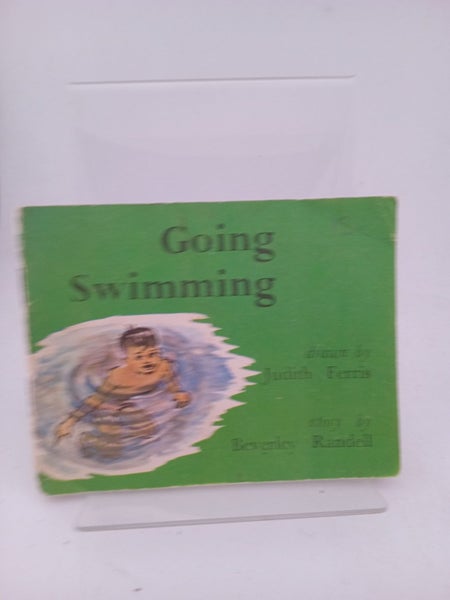 Going
Swimming
drawn by
Judith Ferris
story by
Beverley Randell